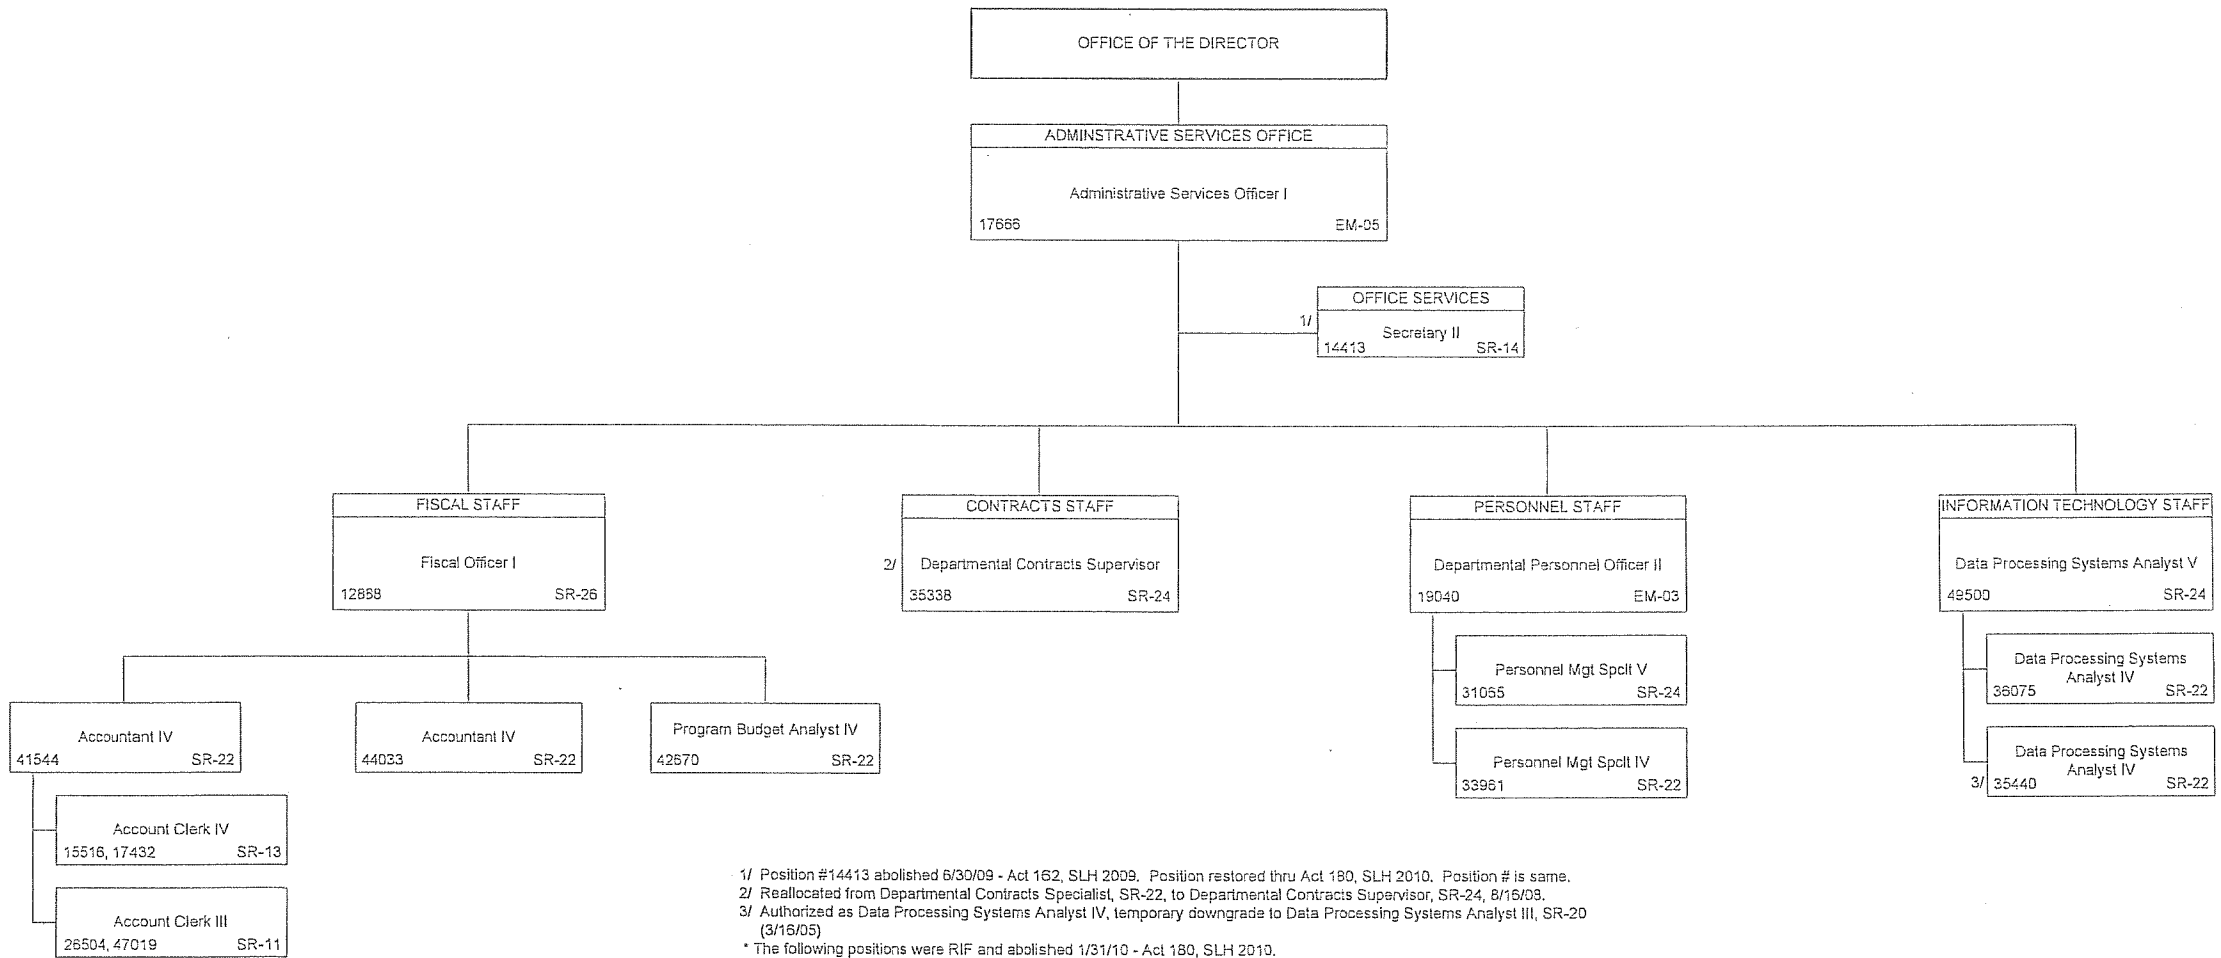 OFFICE OF THE DIRECTOR
ADMINSTRATIVE SERVICES OFFICE
Administrative Services Officer I
17666 EM-05
OFFICE SERVICES
1/
Secretary II
14413 SR-14
FISCAL STAFF
Fiscal Officer I
12868 SR-26
CONTRACTS STAFF
2/ Departmental Contracts Supervisor
35338 SR-24
PERSONNEL STAFF
Departmental Personnel Officer II
19040 EM-03
INFORMATION TECHNOLOGY STAFF
Data Processing Systems Analyst V
49500 SR-24
Accountant IV
41544 SR-22
Accountant IV
44033 SR-22
Program Budget Analyst IV
42670 SR-22
Personnel Mgt Spclt V
31065 SR-24
Personnel Mgt Spclt IV
33961 SR-22
Data Processing Systems
Analyst IV
36075 SR-22
Data Processing Systems
Analyst IV
3/ 35440 SR-22
Account Clerk IV
15516, 17432 SR-13
Account Clerk III
26504, 47019 SR-11
1/ Position #14413 abolished 6/30/09 - Act 162, SLH 2009. Position restored thru Act 180, SLH 2010. Position # is same.
2/ Reallocated from Departmental Contracts Specialist, SR-22, to Departmental Contracts Supervisor, SR-24, 8/16/08.
3/ Authorized as Data Processing Systems Analyst IV, temporary downgrade to Data Processing Systems Analyst III, SR-20
(3/16/05)
* The following positions were RIF and abolished 1/31/10 - Act 180, SLH 2010.